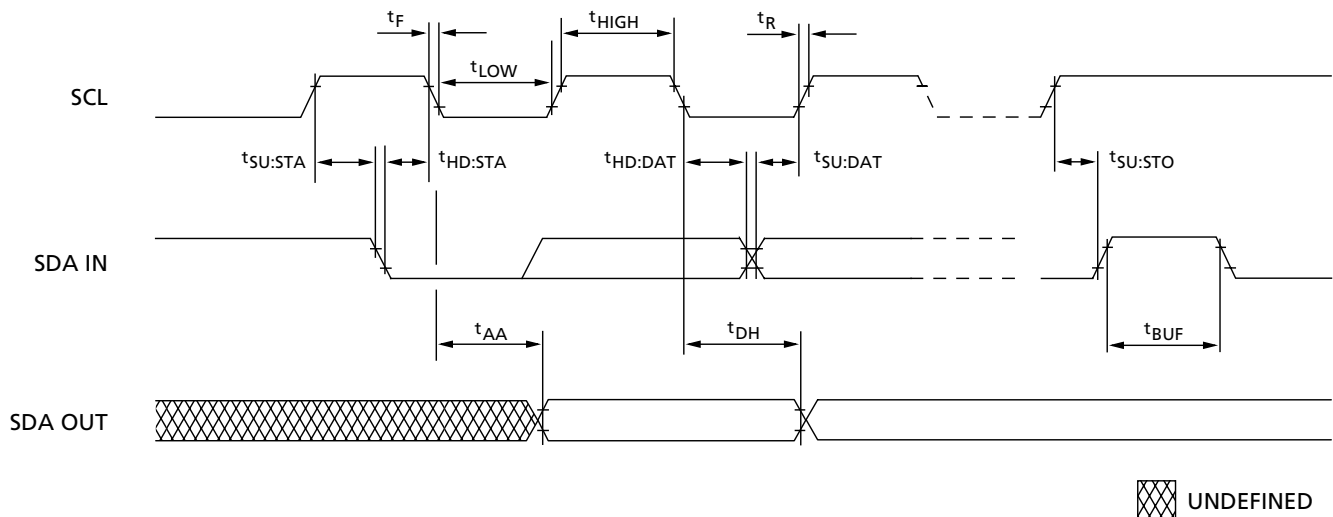 tF
tHIGH
tR
SCL
tLOW
tSU:STA
tHD:STA
tHD:DAT
tSU:DAT
tSU:STO
SDA IN
tAA
tDH
tBUF
SDA OUT
UNDEFINED